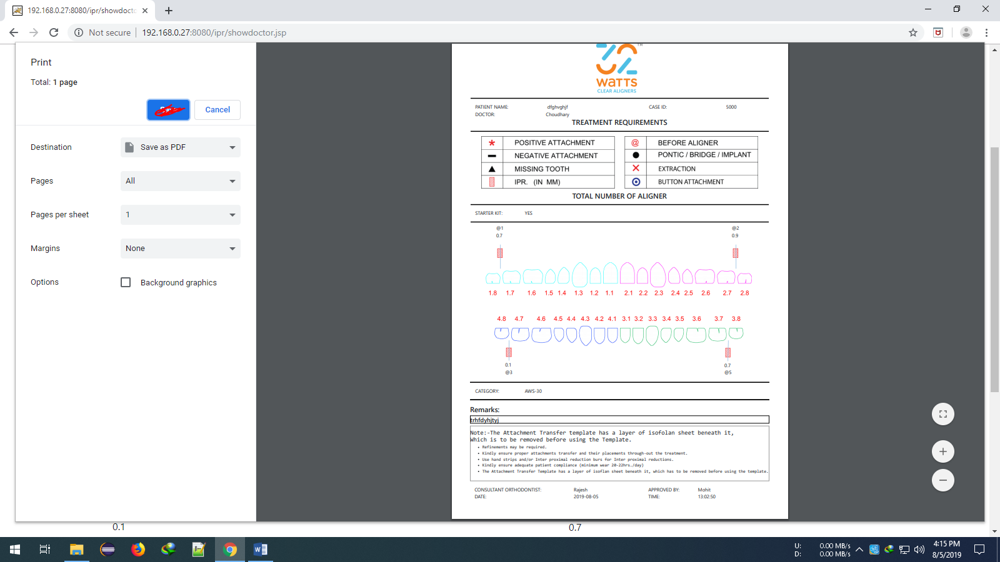 192.168.0.27:8080/ipr/showdocto
Not secure 192.168.0.27:8080/ipr/showdoctor.jsp
Print
Total: 1 page
Cancel
Destination Save as PDF
Pages All
Pages per sheet 1
Margins None
Options Background graphics
TM
WaTTS
CLEAR ALIGNERS
PATIENT NAME: dfghvghjf CASE ID: 5000
DOCTOR: Choudhary
TREATMENT REQUIREMENTS
* POSITIVE ATTACHMENT @ BEFORE ALIGNER
NEGATIVE ATTACHMENT PONTIC / BRIDGE / IMPLANT
MISSING TOOTH EXTRACTION
IPR. (IN MM) BUTTON ATTACHMENT
TOTAL NUMBER OF ALIGNER
STARTER KIT: YES
@1 @2
0.7 0.9
1.8 1.7 1.6 1.5 1.4 1.3 1.2 1.1 2.1 2.2 2.3 2.4 2.5 2.6 2.7 2.8
4.8 4.7 4.6 4.5 4.4 4.3 4.2 4.1 3.1 3.2 3.3 3.4 3.5 3.6 3.7 3.8
0.1 0.7
@3 @5
CATEGORY: AWS-30
Remarks:
trhfdyhjtyj
Note:-The Attachment Transfer template has a layer of isofolan sheet beneath it,
Which is to be removed before using the Template.
• Refinements may be required.
• Kindly ensure proper attachments transfer and their placements through-out the treatment.
• Use hand strips and/or Inter proximal reduction burs for Inter proximal reductions.
• Kindly ensure adequate patient compliance (minimum wear 20-22hrs./day)
• The Attachment Transfer Template has a layer of isoflan sheet beneath it, which has to be removed before using the template.
CONSULTANT ORTHODONTIST: Rajesh APPROVED BY: Mohit
DATE: 2019-08-05 TIME: 13:02:50
0.1 0.7
U: 0.00 MB/s
D: 0.00 MB/s
4:15 PM
8/5/2019